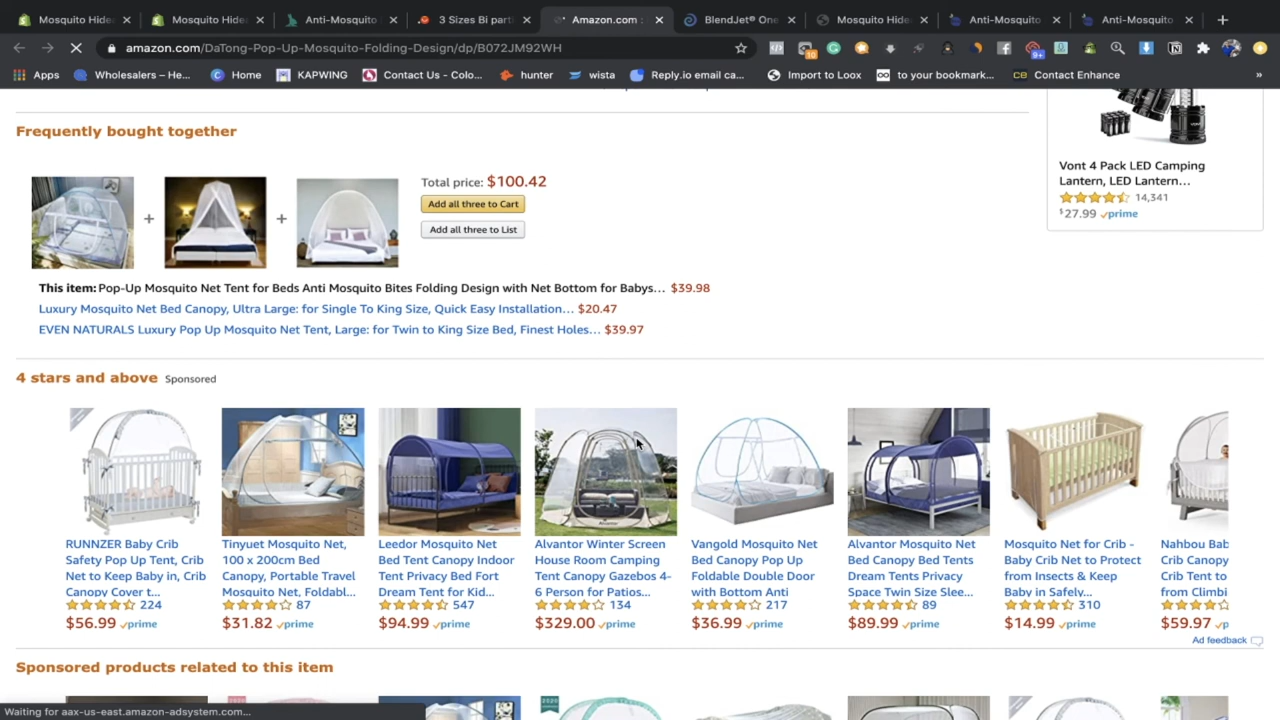 Mosquito Hide
Mosquito Hide
Anti-Mosquito
3 Sizes Bi parti
Amazon.com :
BlendJet® One
Mosquito Hide
Anti-Mosquito
Anti-Mosquito
amazon.com/DaTong-Pop-Up-Mosquito-Folding-Design/dp/B072JM92WH
10
9+
Apps
Wholesalers – He...
Home
KAPWING
Contact Us - Colo...
hunter
wista
Reply.io email ca...
Import to Loox
to your bookmark...
Contact Enhance
»
Frequently bought together
Total price: $100.42
Add all three to Cart
Add all three to List
This item: Pop-Up Mosquito Net Tent for Beds Anti Mosquito Bites Folding Design with Net Bottom for Babys... $39.98
Luxury Mosquito Net Bed Canopy, Ultra Large: for Single To King Size, Quick Easy Installation... $20.47
EVEN NATURALS Luxury Pop Up Mosquito Net Tent, Large: for Twin to King Size Bed, Finest Holes... $39.97
Vont 4 Pack LED Camping
Lantern, LED Lantern...
14,341
$27.99 prime
4 stars and above Sponsored
RUNNZER Baby Crib
Safety Pop Up Tent, Crib
Net to Keep Baby in, Crib
Canopy Cover t...
224
$56.99 prime
Tinyuet Mosquito Net,
100 x 200cm Bed
Canopy, Portable Travel
Mosquito Net, Foldabl...
87
$31.82 prime
Leedor Mosquito Net
Bed Tent Canopy Indoor
Tent Privacy Bed Fort
Dream Tent for Kid...
547
$94.99 prime
Alvantor Winter Screen
House Room Camping
Tent Canopy Gazebos 4-
6 Person for Patios...
134
$329.00 prime
Vangold Mosquito Net
Bed Canopy Pop Up
Foldable Double Door
with Bottom Anti
217
$36.99 prime
Alvantor Mosquito Net
Bed Canopy Bed Tents
Dream Tents Privacy
Space Twin Size Slee...
89
$89.99 prime
Mosquito Net for Crib -
Baby Crib Net to Protect
from Insects & Keep
Baby in Safely...
310
$14.99 prime
Nahbou Bab
Crib Canopy
Crib Tent to
from Climbi
$59.97 p
Ad feedback
Sponsored products related to this item
2020
Waiting for aax-us-east.amazon-adsystem.com...